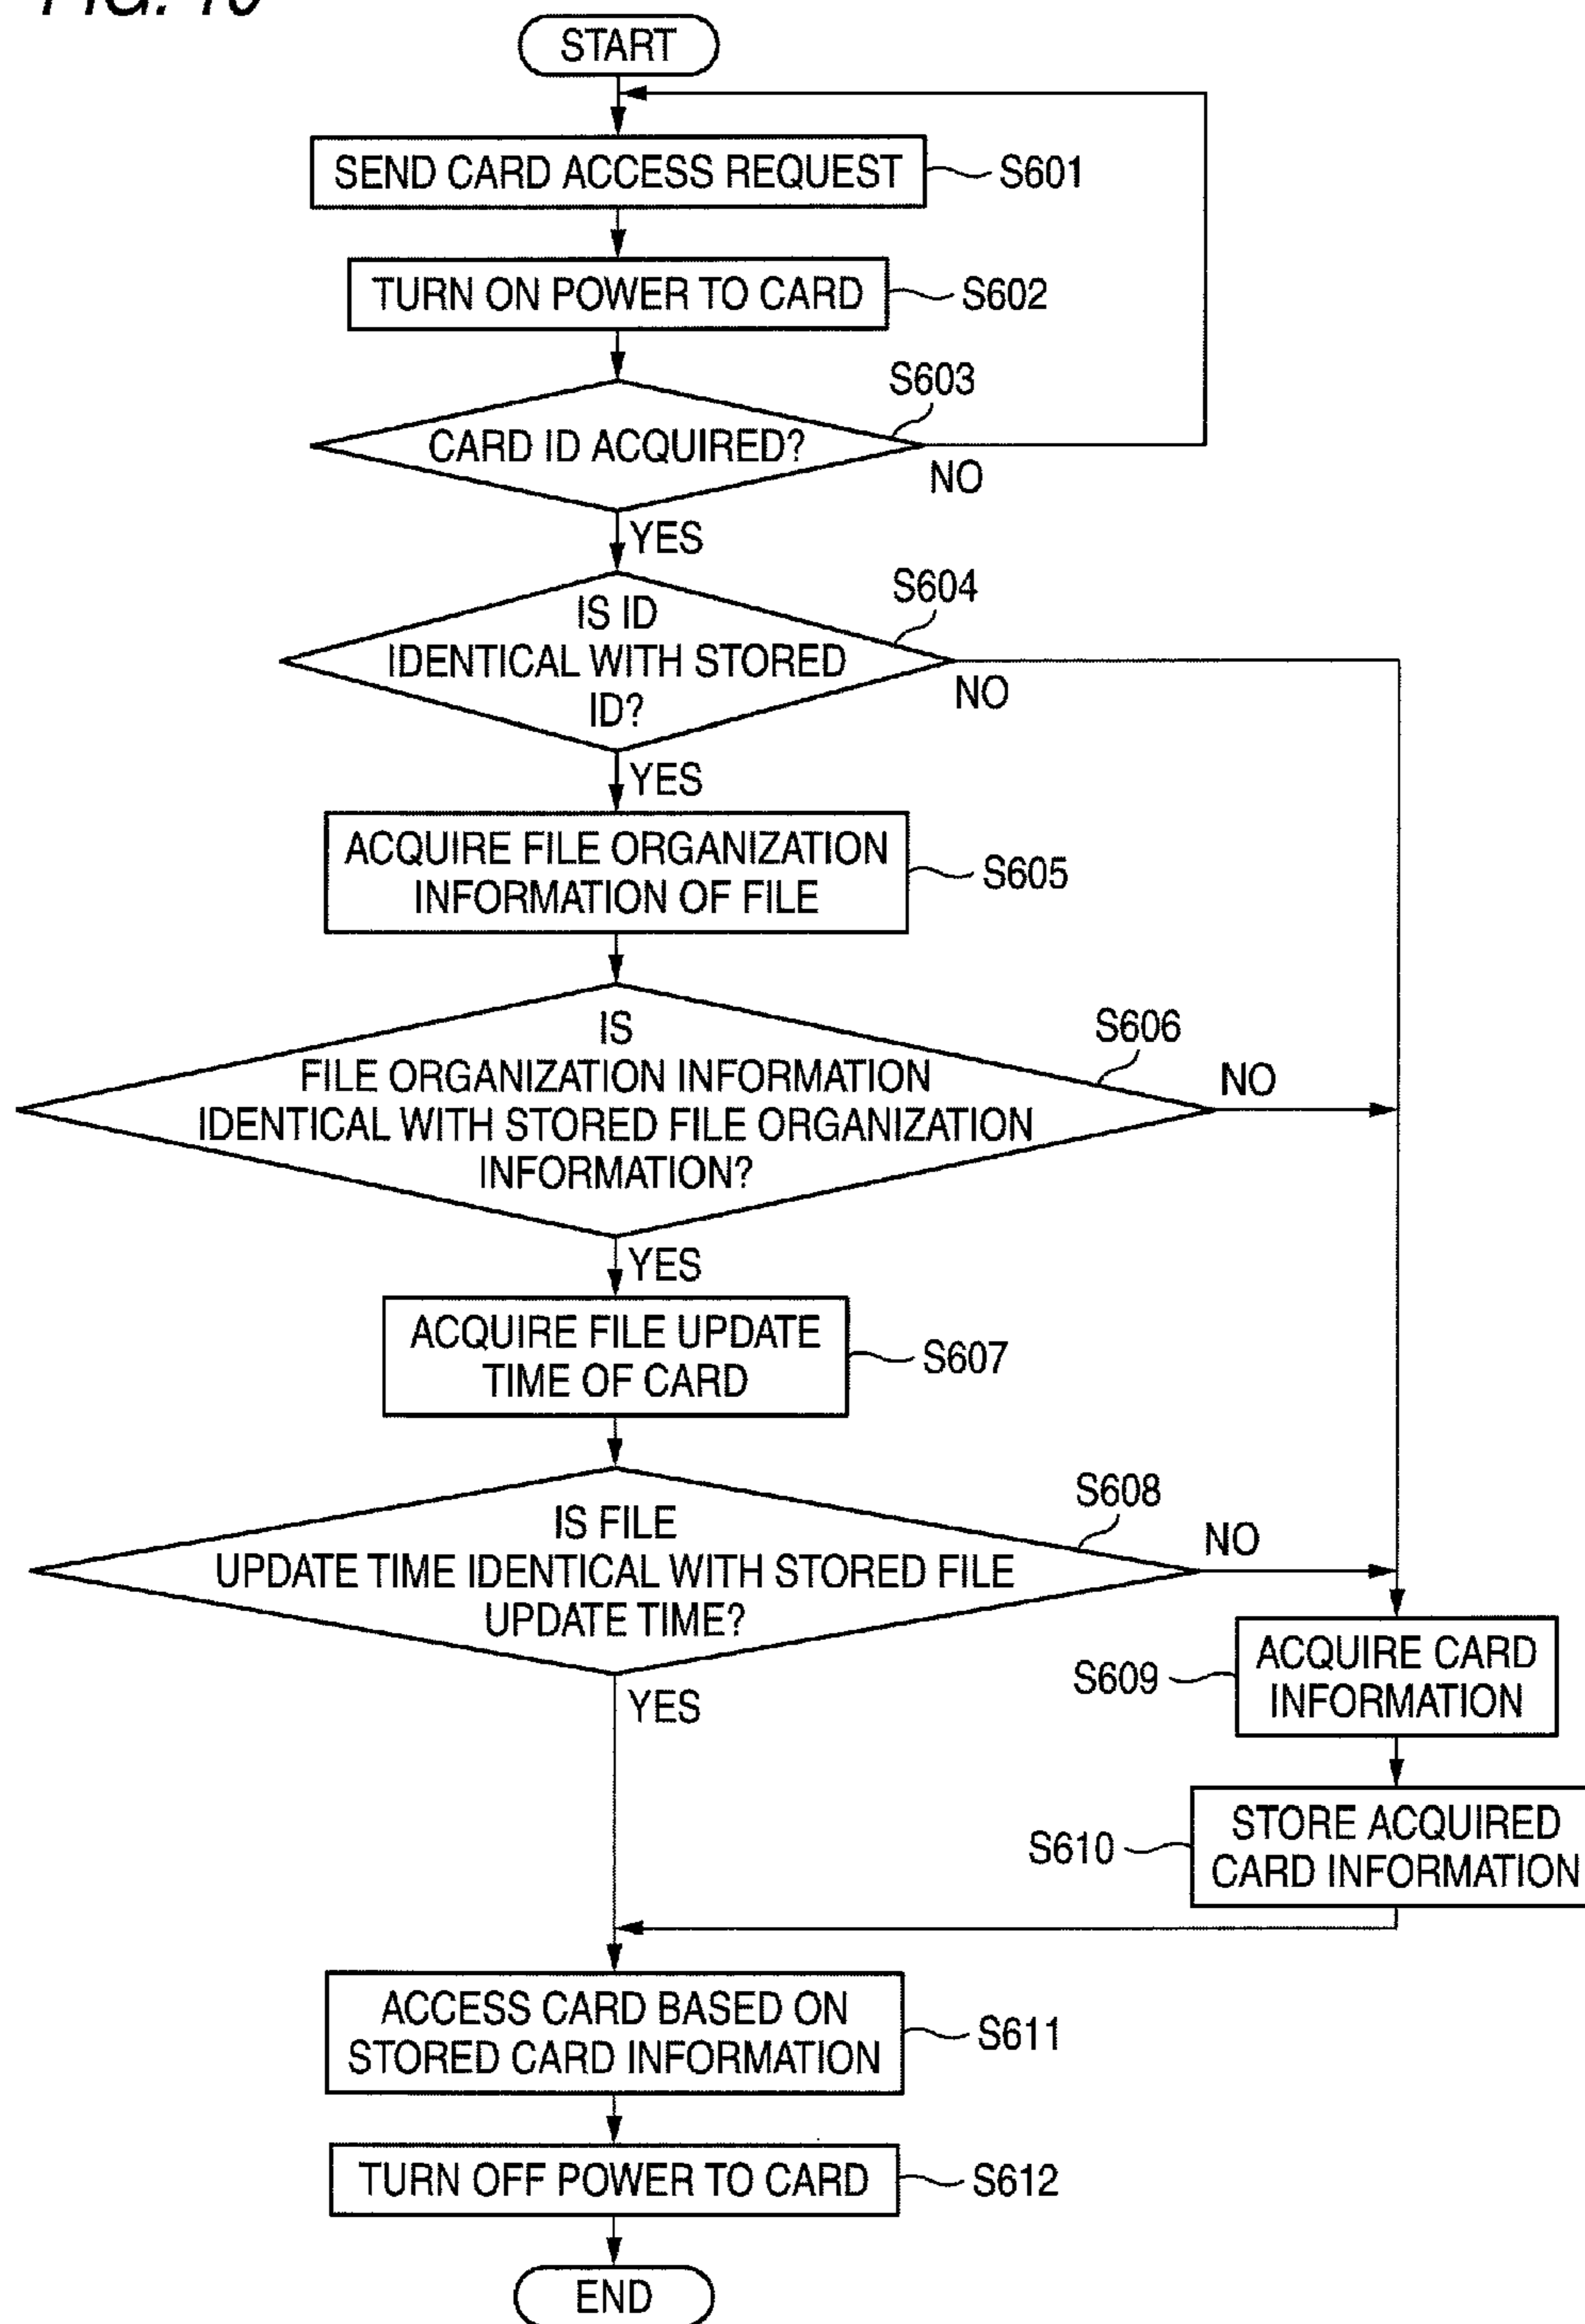 START
SEND CARD ACCESS REQUEST
S601
TURN ON POWER TO CARD
S602
S603
CARD ID ACQUIRED?
NO
YES
S604
IS ID
IDENTICAL WITH STORED
ID?
NO
YES
ACQUIRE FILE ORGANIZATION
INFORMATION OF FILE
S605
S606
IS
FILE ORGANIZATION INFORMATION
IDENTICAL WITH STORED FILE ORGANIZATION
INFORMATION?
NO
YES
ACQUIRE FILE UPDATE
TIME OF CARD
S607
S608
IS FILE
UPDATE TIME IDENTICAL WITH STORED FILE
UPDATE TIME?
NO
YES
S609
ACQUIRE CARD
INFORMATION
S610
STORE ACQUIRED
CARD INFORMATION
ACCESS CARD BASED ON
STORED CARD INFORMATION
S611
TURN OFF POWER TO CARD
S612
END